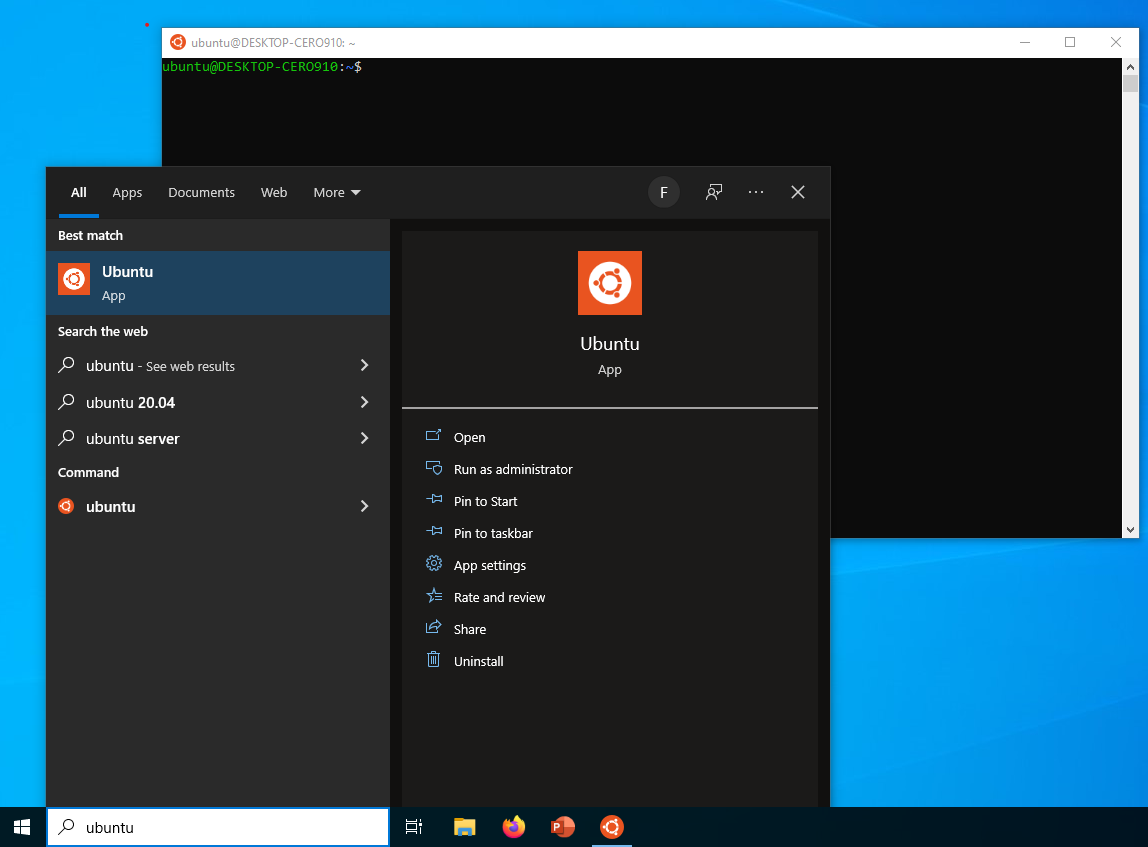 ubuntu@DESKTOP-CERO910: ~
ubuntu@DESKTOP-CERO910:~$
All Apps Documents Web More F ...
Best match
Ubuntu
App
Search the web
ubuntu - See web results
ubuntu 20.04
ubuntu server
Command
ubuntu
Ubuntu
App
Open
Run as administrator
Pin to Start
Pin to taskbar
App settings
Rate and review
Share
Uninstall
ubuntu
P